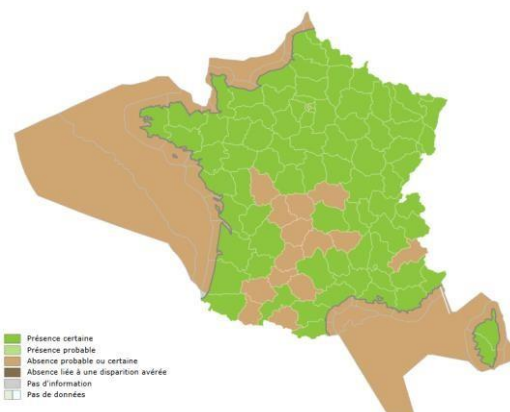 Présence certaine
Présence probable
Absence probable ou certaine
Absence liée à une disparition avérée
Pas d'information
Pas de données